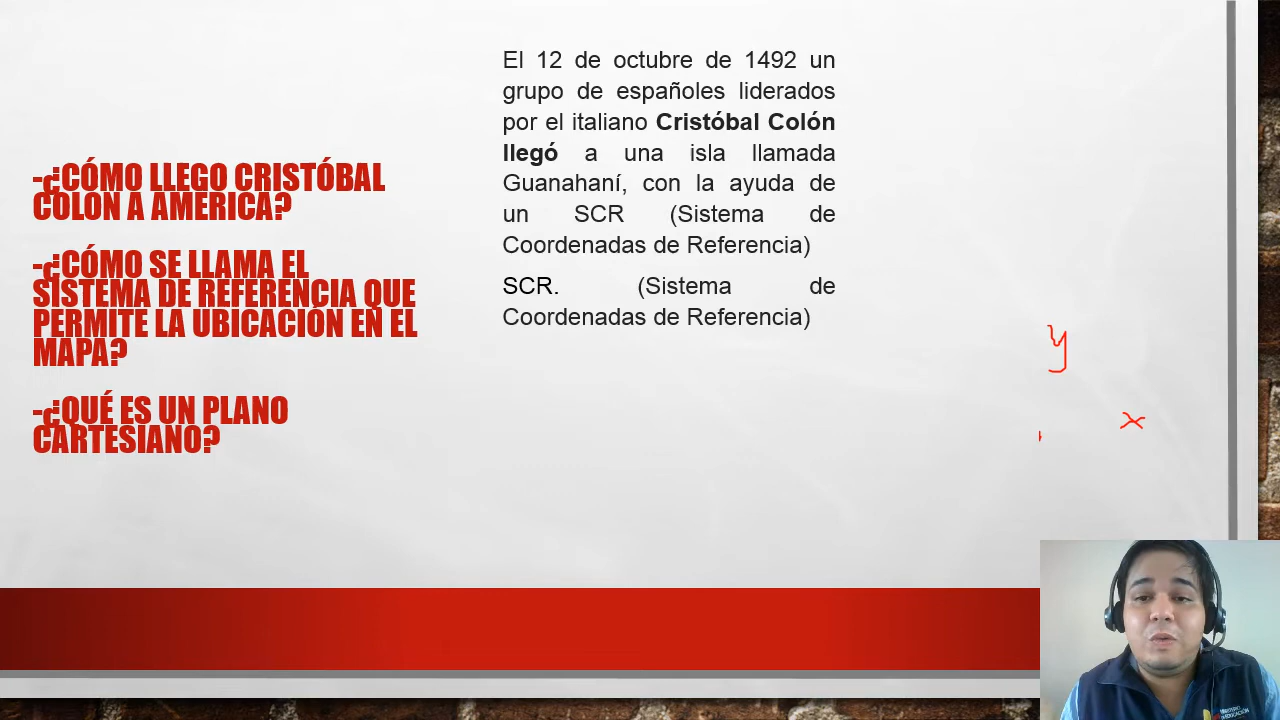 -¿CÓMO LLEGO CRISTÓBAL
COLON A AMERICA?
-¿CÓMO SE LLAMA EL
SISTEMA DE REFERENCIA QUE
PERMITE LA UBICACIÓN EN EL
MAPA?
-¿QUÉ ES UN PLANO
CARTESIANO?
El 12 de octubre de 1492 un
grupo de españoles liderados
por el italiano Cristóbal Colón
llegó a una isla llamada
Guanahaní, con la ayuda de
un SCR (Sistema de
Coordenadas de Referencia)
SCR. (Sistema de
Coordenadas de Referencia)
y
x